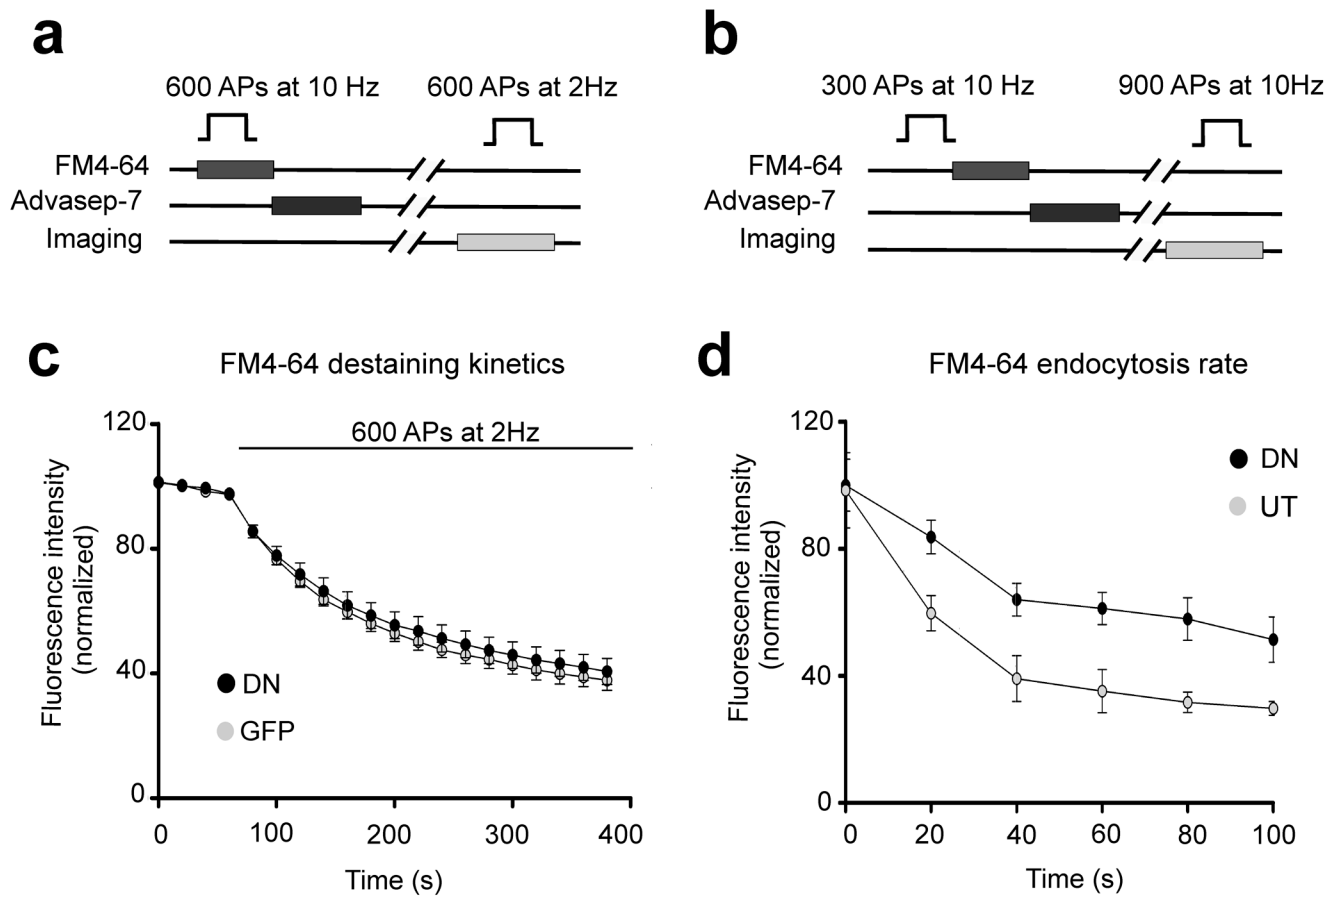 a
600 APs at 10 Hz 600 APs at 2Hz
FM4-64
Advasep-7
Imaging
b
300 APs at 10 Hz 900 APs at 10Hz
FM4-64
Advasep-7
Imaging
c
FM4-64 destaining kinetics
600 APs at 2Hz
Fluorescence intensity
(normalized)
120
80
40
0
DN
GFP
0 100 200 300 400
Time (s)
d
FM4-64 endocytosis rate
Fluorescence intensity
(normalized)
120
80
40
0
DN
UT
0 20 40 60 80 100
Time (s)